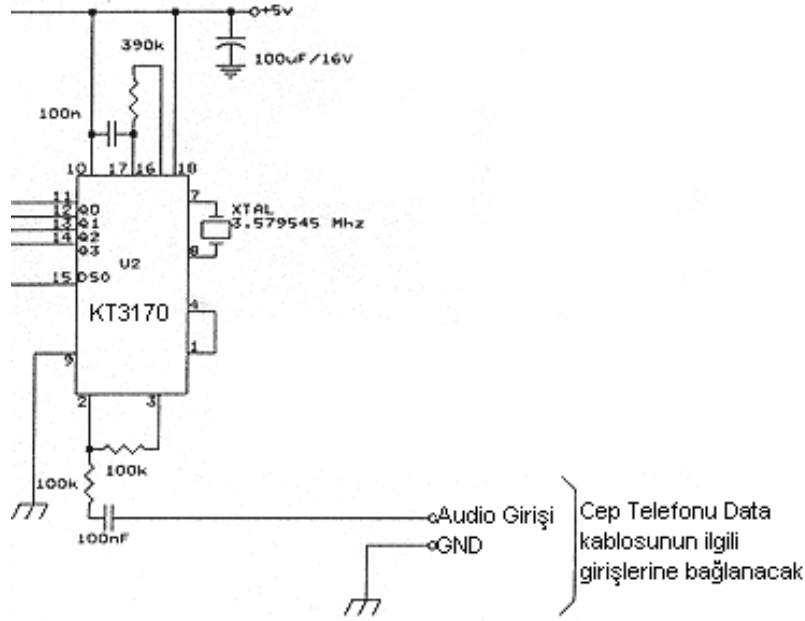 +5v
390k
100uF/16V
100n
10 17 16 18
11
12 Q0
13 Q1
14 Q2
Q3
7
XTAL
3.579545 Mhz
8
U2
15 DSO
KT3170
4
1
9
2 3
100k
100k
100nF
Audio Girişi
GND
Cep Telefonu Data
kablosunun ilgili
girişlerine bağlanacak